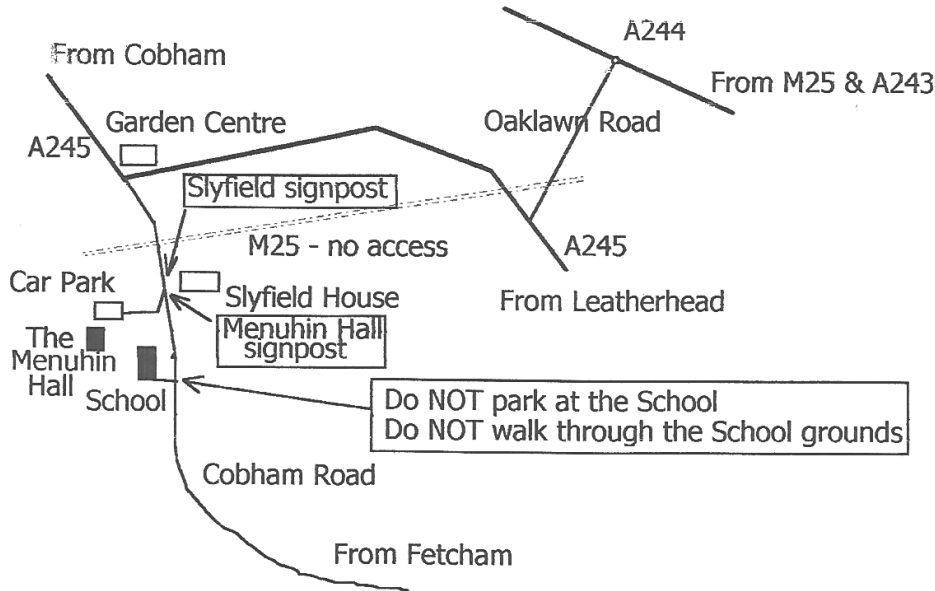 A244
From Cobham
From M25 & A243
Garden Centre
Oaklawn Road
A245
Slyfield signpost
M25 - no access
A245
Car Park
Slyfield House
From Leatherhead
Menuhin Hall
signpost
The
Menuhin
Hall
School
Do NOT park at the School
Do NOT walk through the School grounds
Cobham Road
From Fetcham